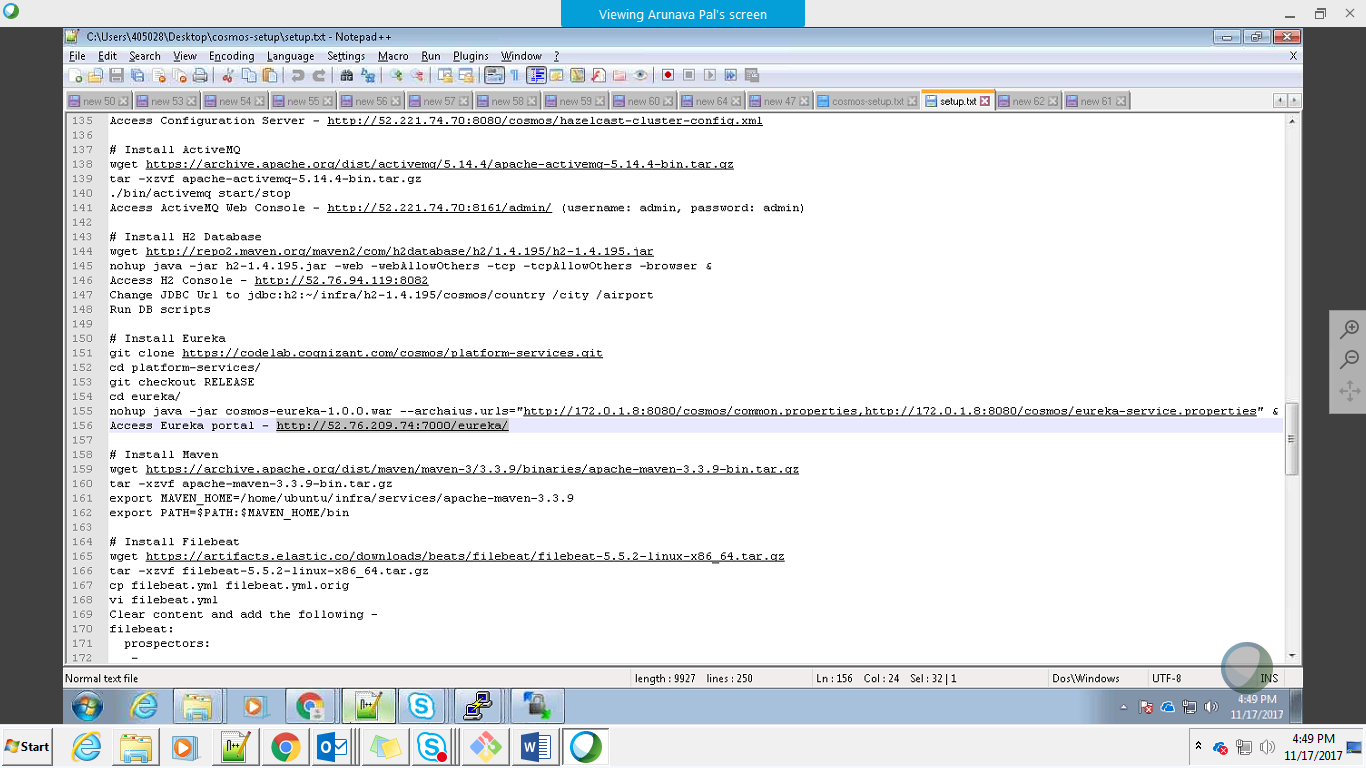 Viewing Arunava Pal's screen
C:\Users\405028\Desktop\cosmos-setup\setup.txt - Notepad++
File Edit Search View Encoding Language Settings Macro Run Plugins Window ? X
new 50 new 53 new 54 new 55 new 56 new 57 new 58 new 59 new 60 new 64 new 47 cosmos-setup.txt setup.txt new 62 new 61
135 Access Configuration Server - http://52.221.74.70:8080/cosmos/hazelcast-cluster-config.xml
136
137 # Install ActiveMQ
138 wget https://archive.apache.org/dist/activemq/5.14.4/apache-activemq-5.14.4-bin.tar.gz
139 tar -xzvf apache-activemq-5.14.4-bin.tar.gz
140 ./bin/activemq start/stop
141 Access ActiveMQ Web Console - http://52.221.74.70:8161/admin/ (username: admin, password: admin)
142
143 # Install H2 Database
144 wget http://repo2.maven.org/maven2/com/h2database/h2/1.4.195/h2-1.4.195.jar
145 nohup java -jar h2-1.4.195.jar -web -webAllowOthers -tcp -tcpAllowOthers -browser &
146 Access H2 Console - http://52.76.94.119:8082
147 Change JDBC Url to jdbc:h2:~/infra/h2-1.4.195/cosmos/country /city /airport
148 Run DB scripts
149
150 # Install Eureka
151 git clone https://codelab.cognizant.com/cosmos/platform-services.git
152 cd platform-services/
153 git checkout RELEASE
154 cd eureka/
155 nohup java -jar cosmos-eureka-1.0.0.war --archaius.urls="http://172.0.1.8:8080/cosmos/common.properties,http://172.0.1.8:8080/cosmos/eureka-service.properties" &
156 Access Eureka portal - http://52.76.209.74:7000/eureka/
157
158 # Install Maven
159 wget https://archive.apache.org/dist/maven/maven-3/3.3.9/binaries/apache-maven-3.3.9-bin.tar.gz
160 tar -xzvf apache-maven-3.3.9-bin.tar.gz
161 export MAVEN_HOME=/home/ubuntu/infra/services/apache-maven-3.3.9
162 export PATH=$PATH:$MAVEN_HOME/bin
163
164 # Install Filebeat
165 wget https://artifacts.elastic.co/downloads/beats/filebeat/filebeat-5.5.2-linux-x86_64.tar.gz
166 tar -xzvf filebeat-5.5.2-linux-x86_64.tar.gz
167 cp filebeat.yml filebeat.yml.orig
168 vi filebeat.yml
169 Clear content and add the following -
170 filebeat:
171 prospectors:
172 -
Normal text file length : 9927 lines : 250 Ln : 156 Col : 24 Sel : 32 | 1 Dos\Windows UTF-8 INS
4:49 PM
11/17/2017
Start
4:49 PM
11/17/2017